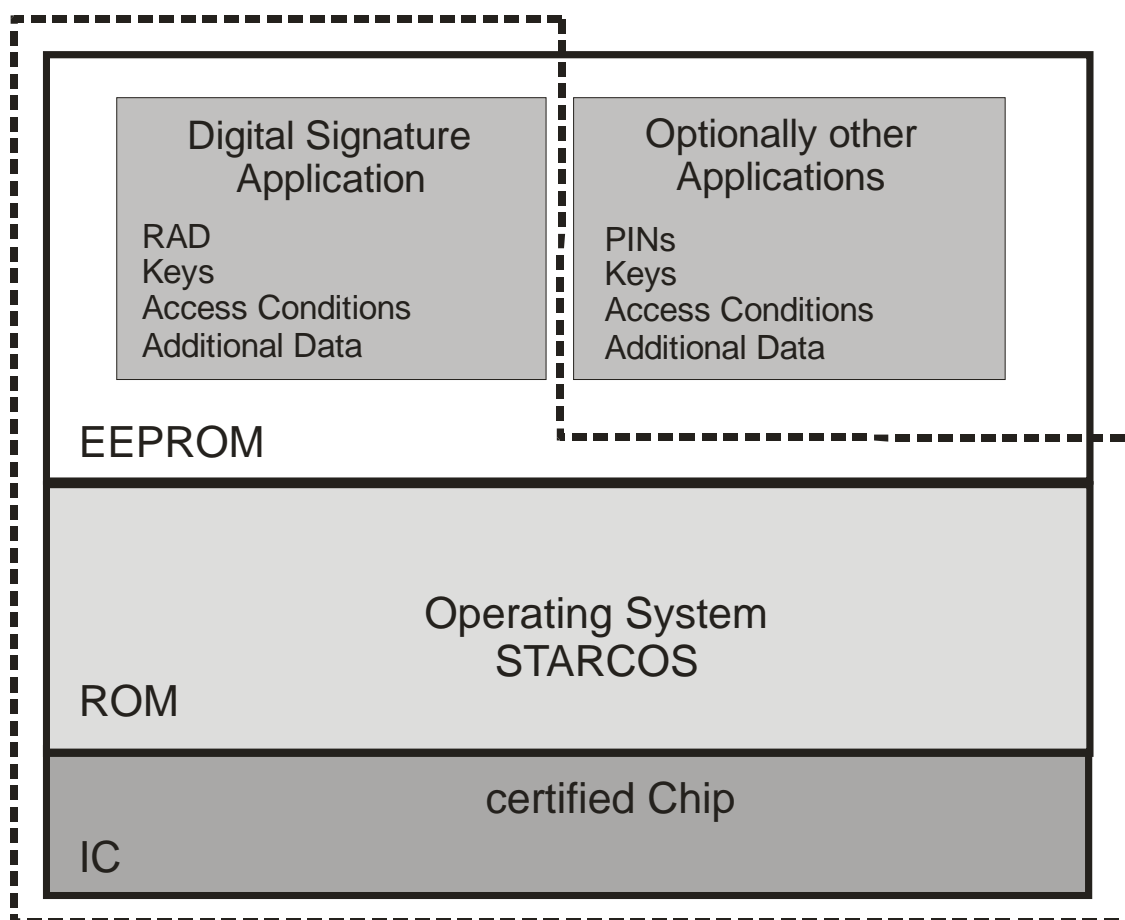 Digital Signature
Application
RAD
Keys
Access Conditions
Additional Data
Optionally other
Applications
PINs
Keys
Access Conditions
Additional Data
EEPROM
Operating System
STARCOS
ROM
certified Chip
IC